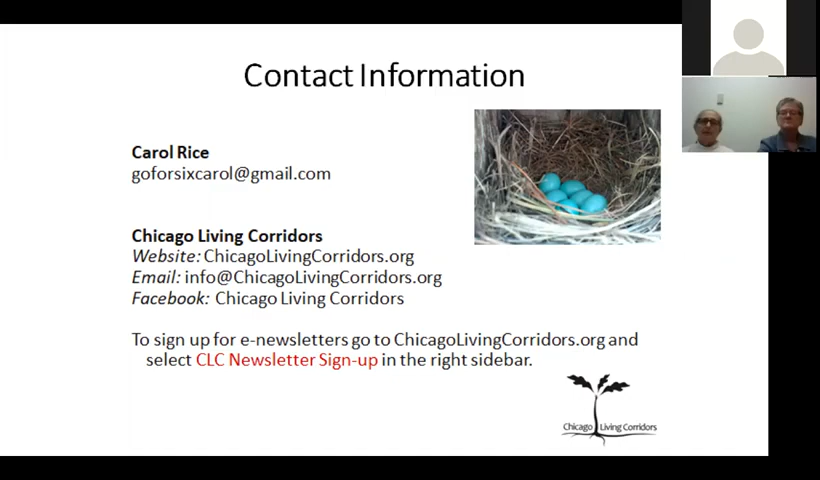 Contact Information
Carol Rice
goforsixcarol@gmail.com
Chicago Living Corridors
Website: ChicagoLivingCorridors.org
Email: info@ChicagoLivingCorridors.org
Facebook: Chicago Living Corridors
To sign up for e-newsletters go to ChicagoLivingCorridors.org and
select CLC Newsletter Sign-up in the right sidebar.
Chicago Living Corridors